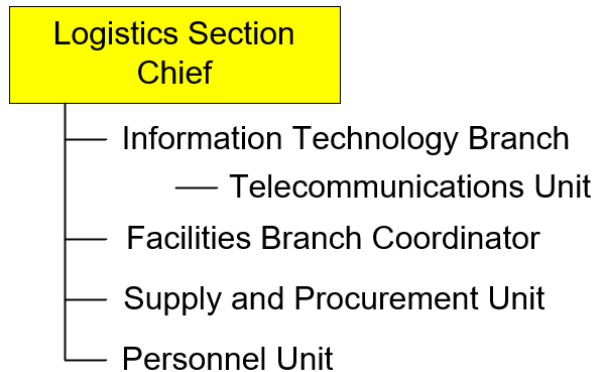 Logistics Section
Chief
Information Technology Branch
Telecommunications Unit
Facilities Branch Coordinator
Supply and Procurement Unit
Personnel Unit